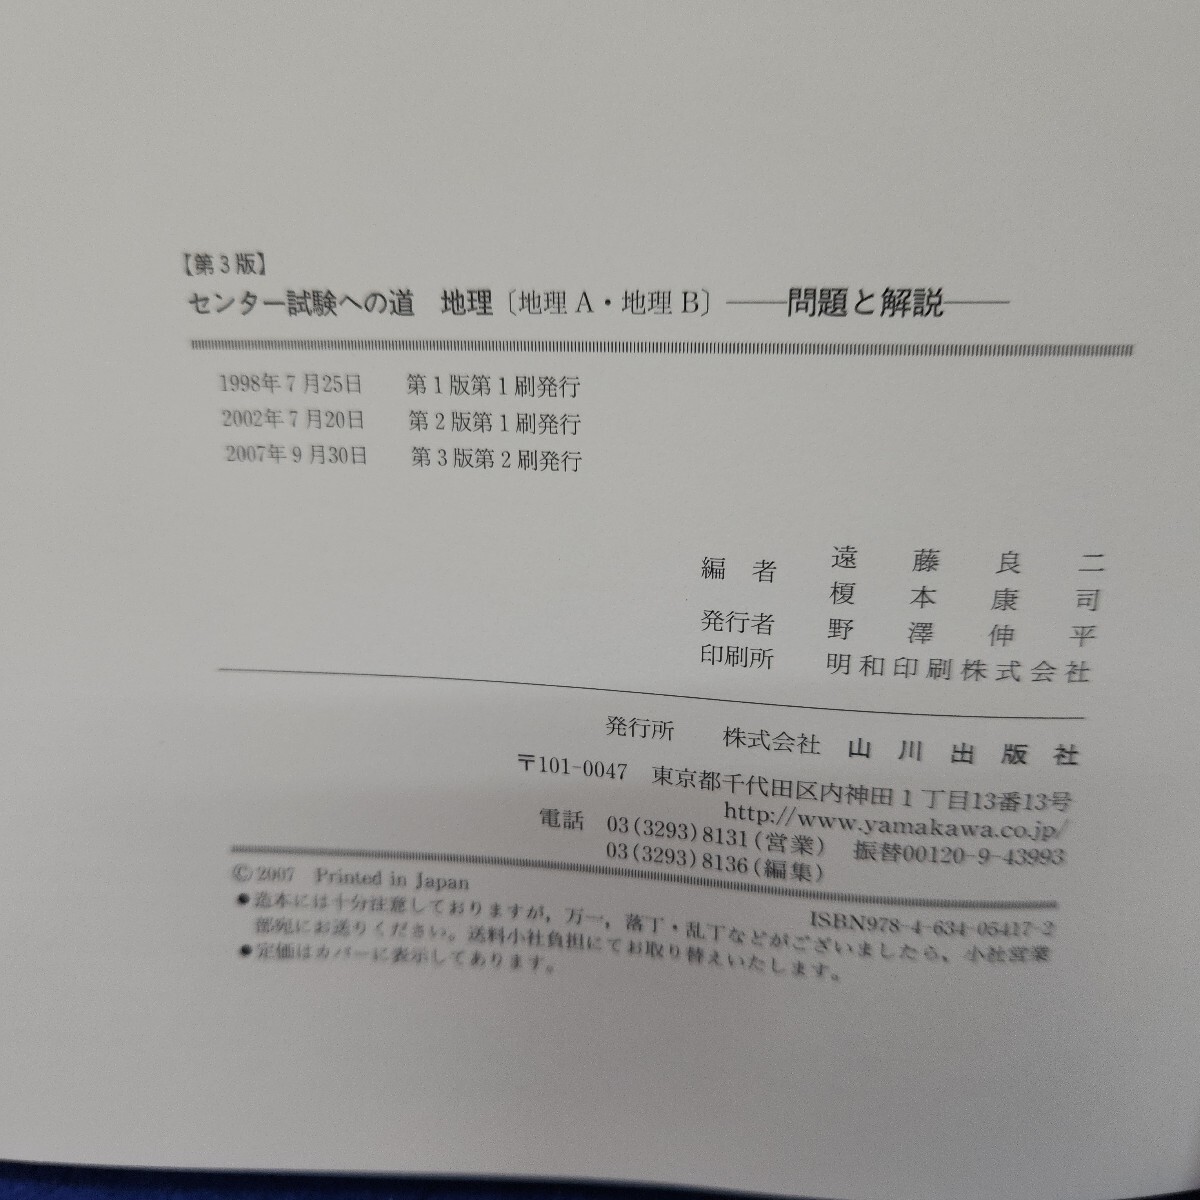 【第3版】
センター試験への道　地理〔地理A・地理B〕――問題と解説――
1998年7月25日　第1版第1刷発行
2002年7月20日　第2版第1刷発行
2007年9月30日　第3版第2刷発行
編者　遠藤良二
榎本康司
発行者　野澤伸平
印刷所　明和印刷株式会社
発行所　株式会社　山川出版社
〒101-0047　東京都千代田区内神田1丁目13番13号
http://www.yamakawa.co.jp/
電話　03(3293)8131(営業)　振替00120-9-43993
03(3293)8136(編集)
©2007　Printed in Japan
ISBN978-4-634-05417-2
●造本には十分注意しておりますが，万一，落丁・乱丁などがございましたら，小社営業
部宛にお送りください。送料小社負担にてお取り替えいたします。
●定価はカバーに表示してあります。